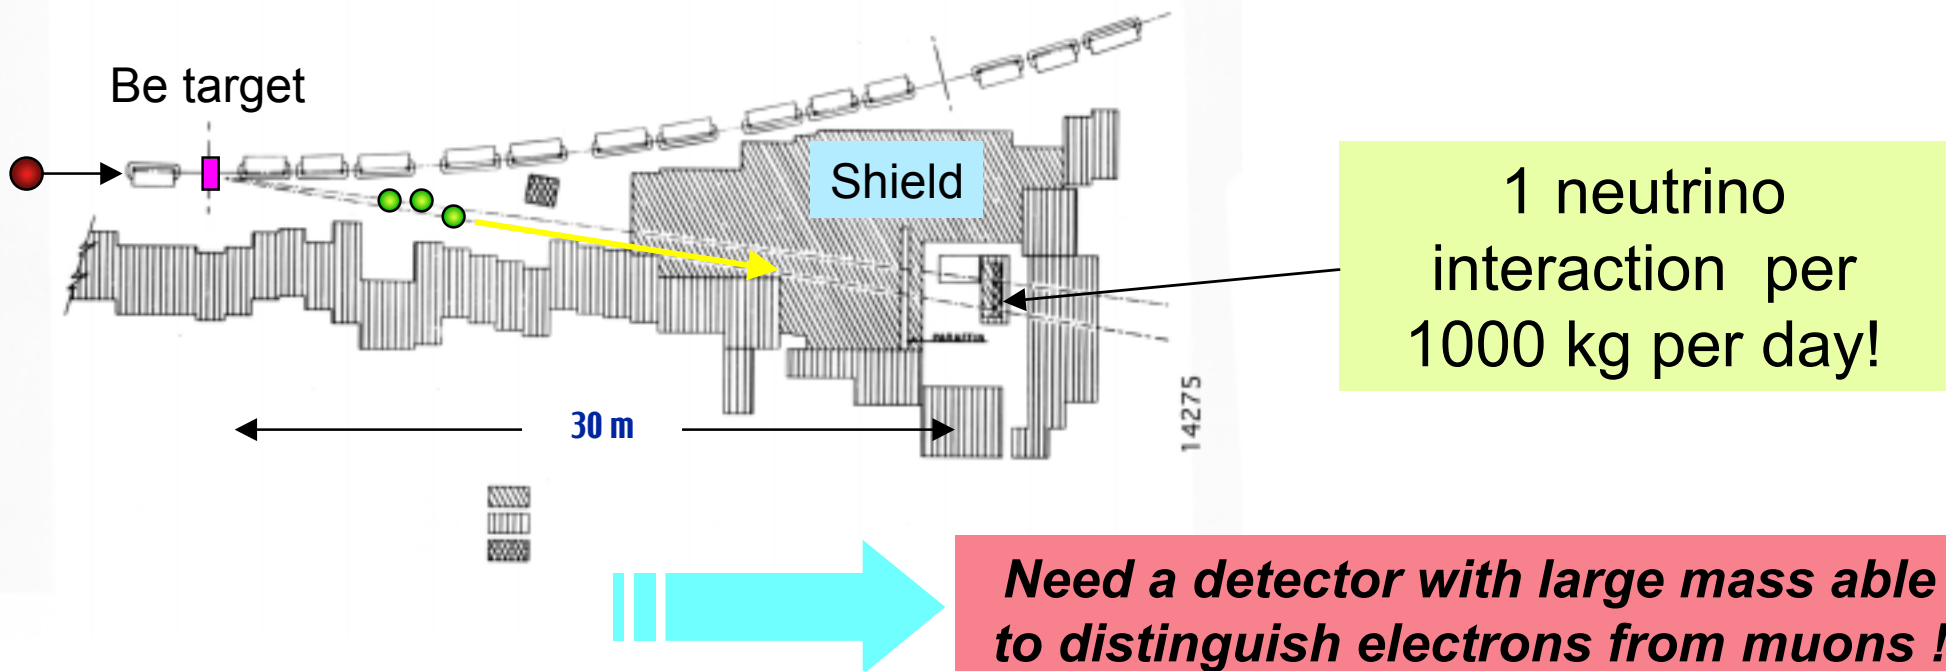 Be target
Shield
1 neutrino
interaction per
1000 kg per day!
PARAFFIN
30 m
14275
Need a detector with large mass able
to distinguish electrons from muons !